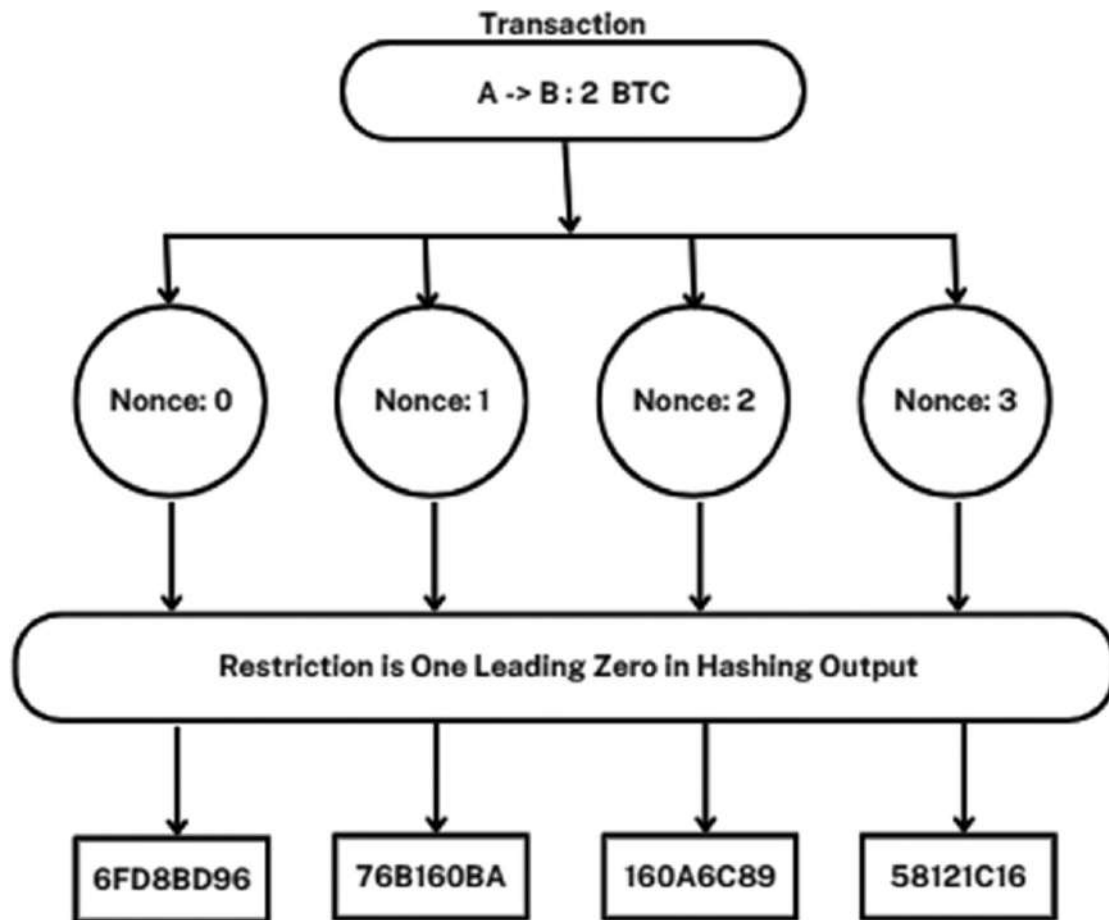 Transaction
A -> B : 2 BTC
Nonce: 0
Nonce: 1
Nonce: 2
Nonce: 3
Restriction is One Leading Zero in Hashing Output
6FD8BD96
76B160BA
160A6C89
58121C16